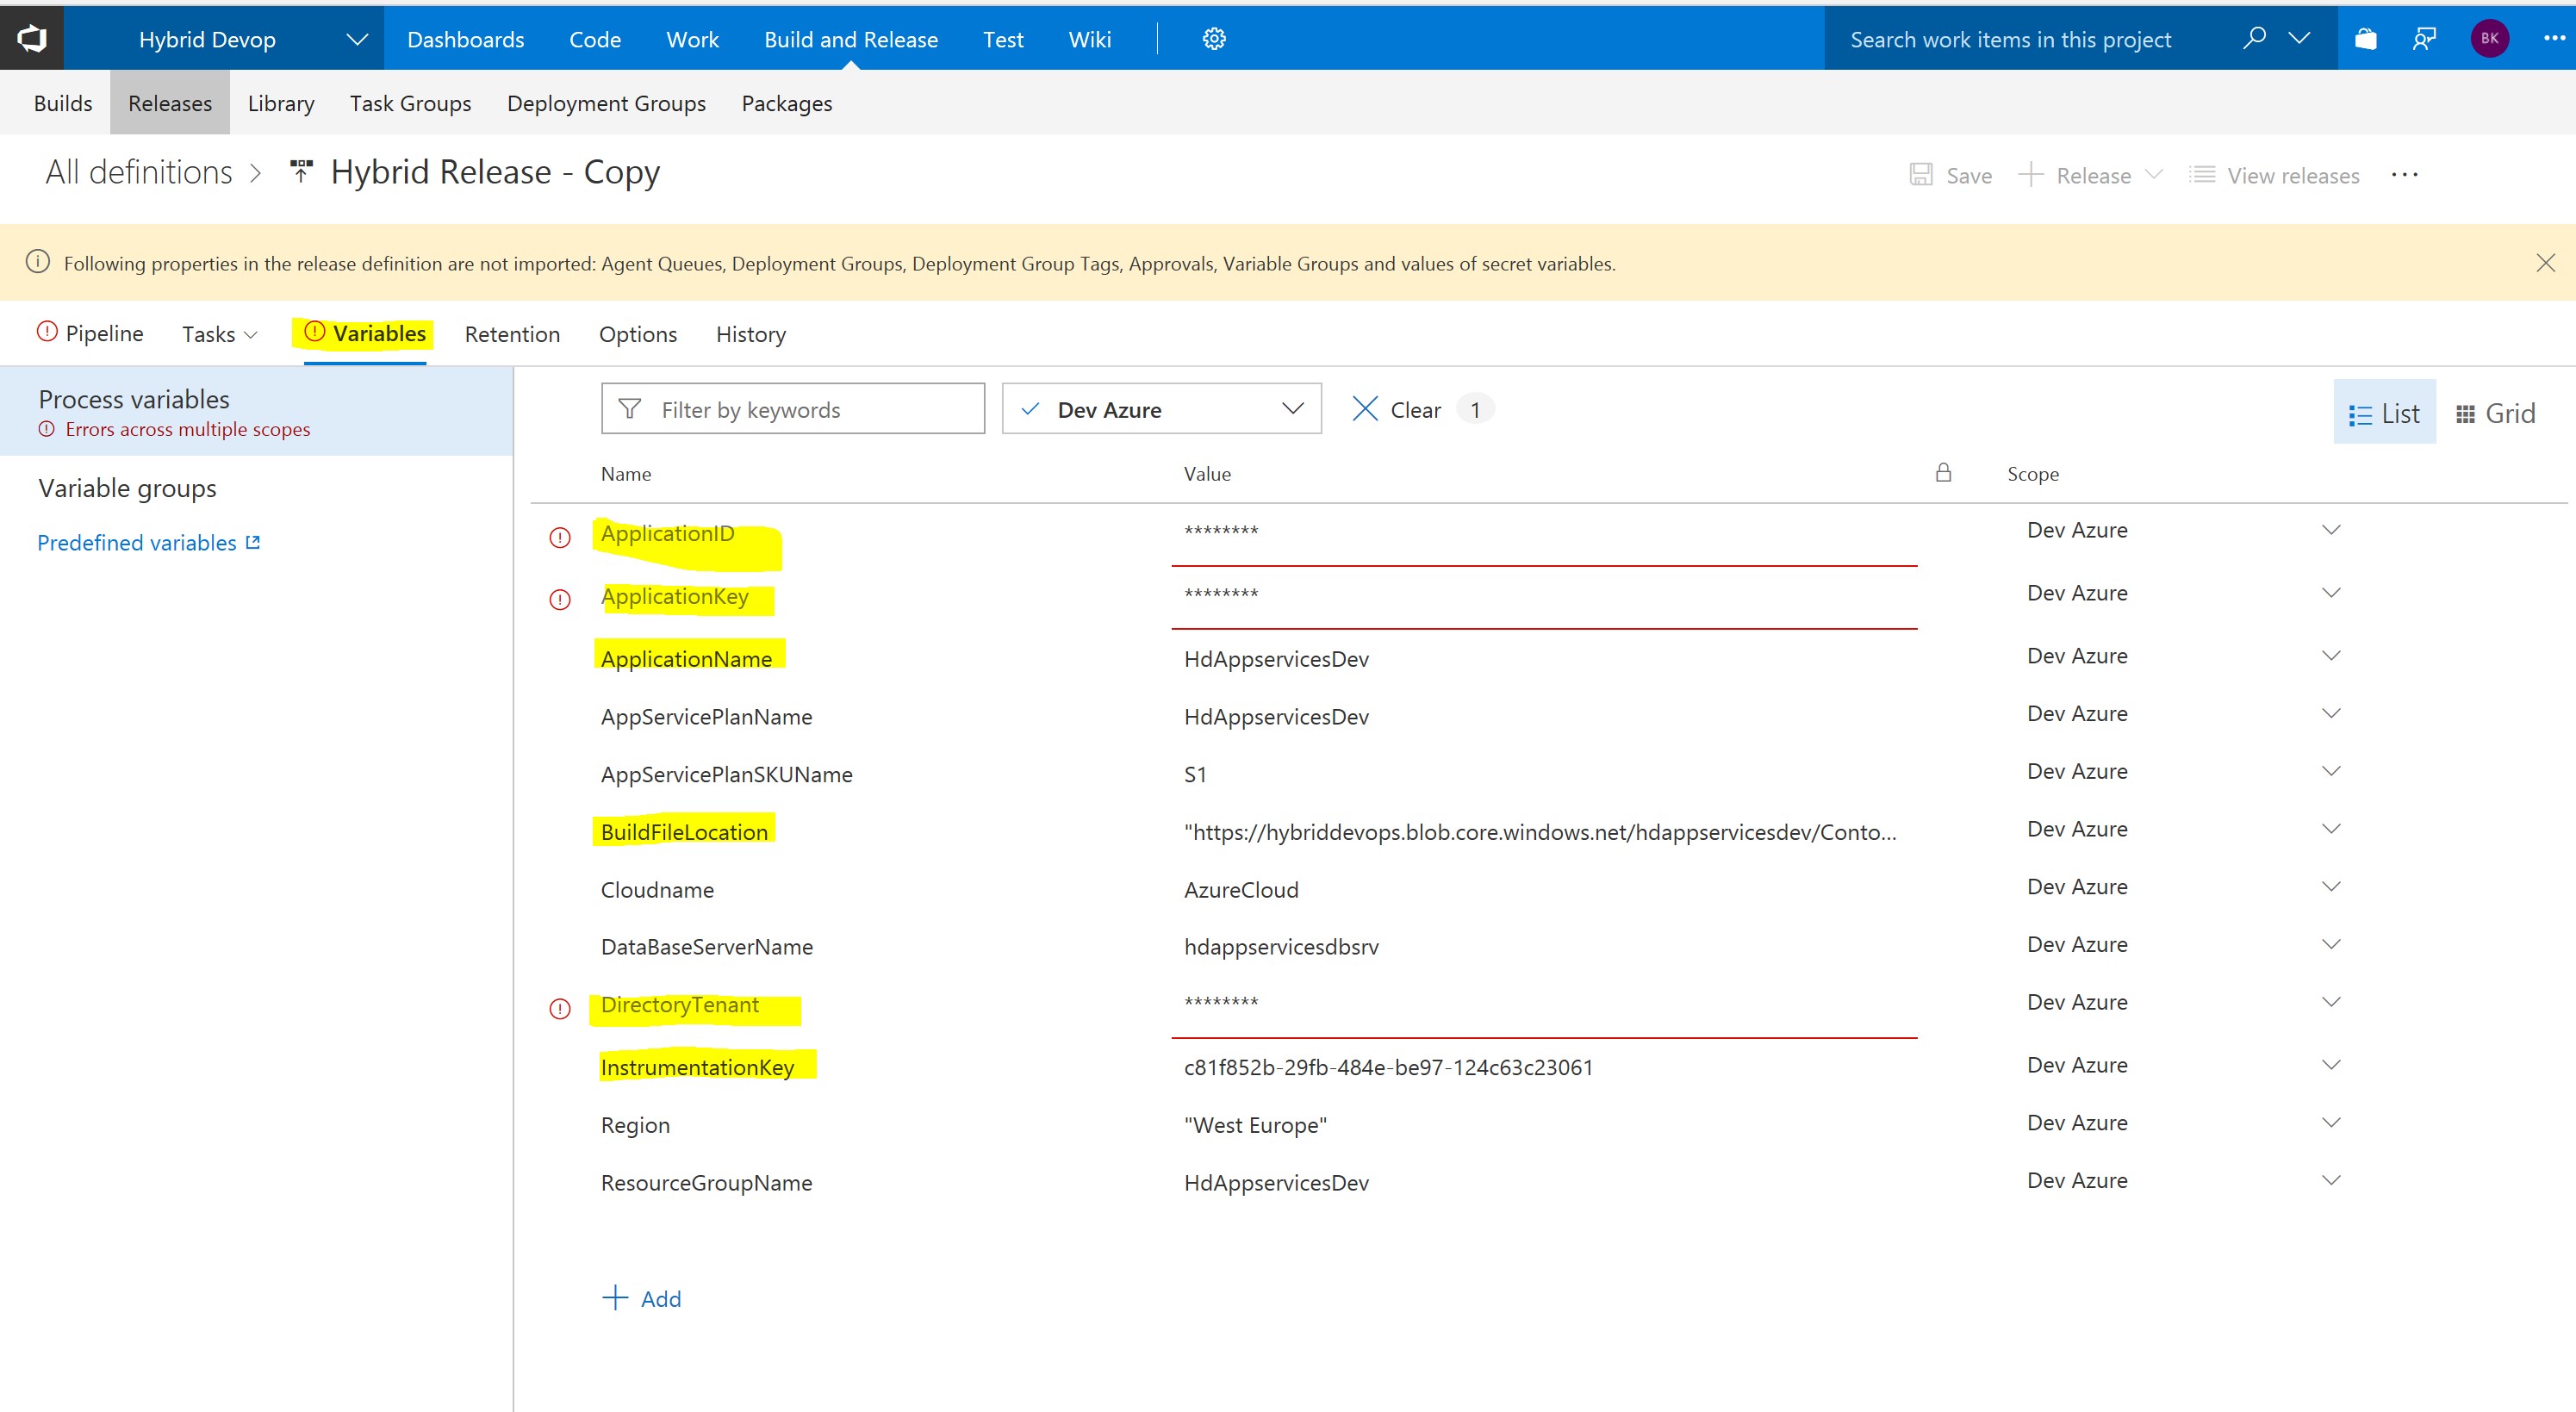 Hybrid Devop Dashboards Code Work Build and Release Test Wiki Search work items in this project BK
Builds Releases Library Task Groups Deployment Groups Packages
All definitions > Hybrid Release - Copy Save Release View releases ...
Following properties in the release definition are not imported: Agent Queues, Deployment Groups, Deployment Group Tags, Approvals, Variable Groups and values of secret variables.
Pipeline Tasks Variables Retention Options History
Process variables
Errors across multiple scopes
Variable groups
Predefined variables
Filter by keywords Dev Azure Clear 1 List Grid
Name Value Scope
ApplicationID ******** Dev Azure
ApplicationKey ******** Dev Azure
ApplicationName HdAppservicesDev Dev Azure
AppServicePlanName HdAppservicesDev Dev Azure
AppServicePlanSKUName S1 Dev Azure
BuildFileLocation "https://hybriddevops.blob.core.windows.net/hdappservicesdev/Conto... Dev Azure
Cloudname AzureCloud Dev Azure
DataBaseServerName hdappservicesdbsrv Dev Azure
DirectoryTenant ******** Dev Azure
InstrumentationKey c81f852b-29fb-484e-be97-124c63c23061 Dev Azure
Region "West Europe" Dev Azure
ResourceGroupName HdAppservicesDev Dev Azure
+ Add